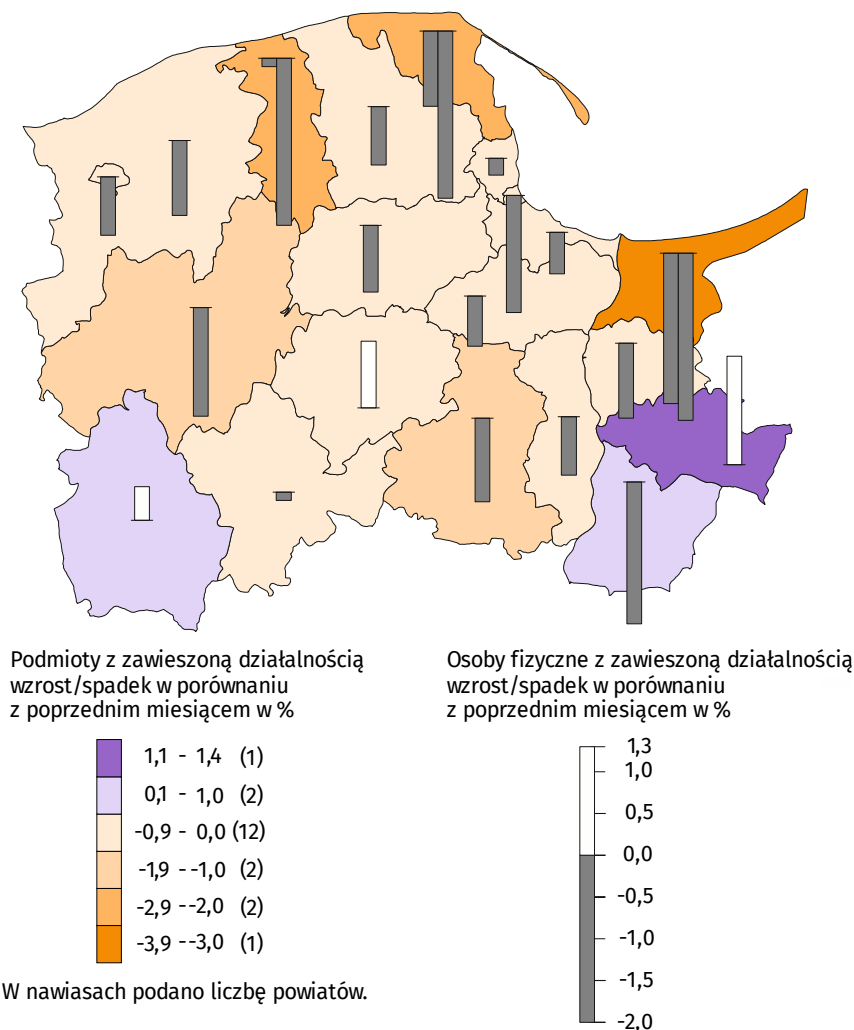 Podmioty z zawieszoną działalnością
wzrost/spadek w porównaniu
z poprzednim miesiącem w %
1,1 - 1,4 (1)
0,1 - 1,0 (2)
-0,9 - 0,0 (12)
-1,9 - -1,0 (2)
-2,9 - -2,0 (2)
-3,9 - -3,0 (1)
W nawiasach podano liczbę powiatów.
Osoby fizyczne z zawieszoną działalnością
wzrost/spadek w porównaniu
z poprzednim miesiącem w %
1,3
1,0
0,5
0,0
-0,5
-1,0
-1,5
-2,0